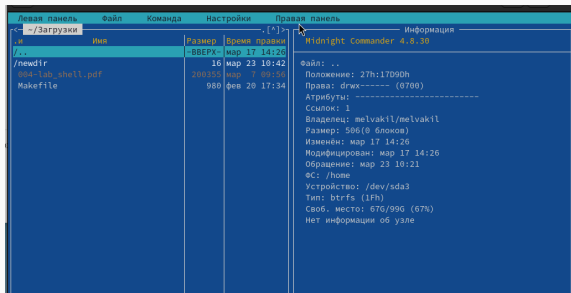 Левая панель Файл Команда Настройки Правая панель
<- ~/Загрузки .[^]>
.и Имя Размер Время правки
/.. -ВВЕРХ- мар 17 14:26
/newdir 16 мар 23 10:42
004-lab_shell.pdf 200355 мар 7 09:56
Makefile 980 фев 20 17:34
Информация
Midnight Commander 4.8.30
Файл: ..
Положение: 27h:17D9Dh
Права: drwx------ (0700)
Атрибуты: ------------------------
Ссылок: 1
Владелец: melvakil/melvakil
Размер: 506(0 блоков)
Изменён: мар 17 14:26
Модифицирован: мар 17 14:26
Обращение: мар 23 10:21
ФС: /home
Устройство: /dev/sda3
Тип: btrfs (1Fh)
Своб. место: 67G/99G (67%)
Нет информации об узле